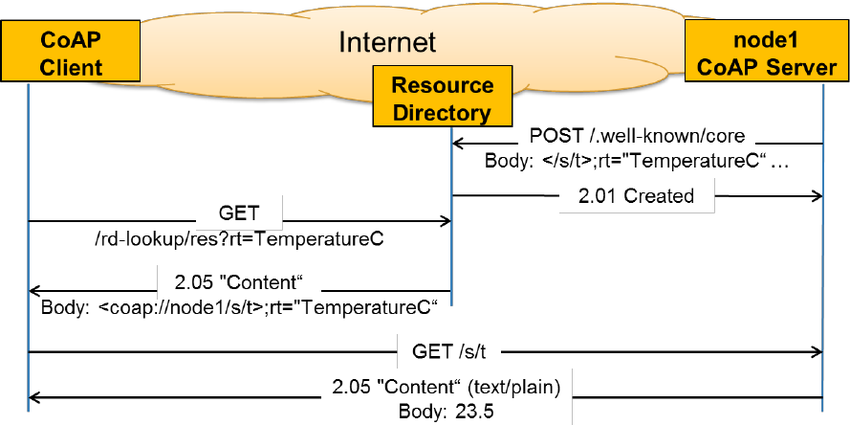 CoAP
Client
Internet
node1
CoAP Server
Resource
Directory
POST /.well-known/core
Body: </s/t>;rt="TemperatureC“ ...
2.01 Created
GET
/rd-lookup/res?rt=TemperatureC
2.05 "Content“
Body: <coap://node1/s/t>;rt="TemperatureC“
GET /s/t
2.05 "Content“ (text/plain)
Body: 23.5